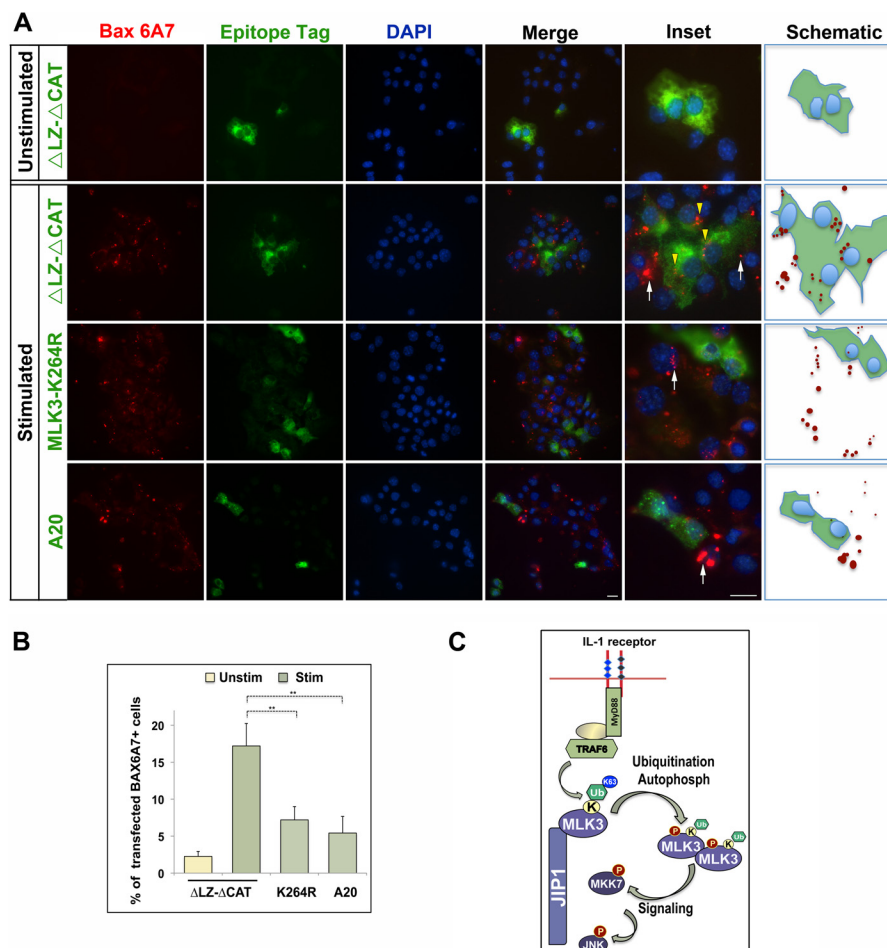 A
Bax 6A7 Epitope Tag DAPI Merge Inset Schematic
Unstimulated
△LZ-△CAT
Stimulated
△LZ-△CAT
MLK3-K264R
A20
B
Unstim Stim
% of transfected BAX6A7+ cells
20
15
10
5
0
**
**
ΔLZ-ΔCAT K264R A20
C
IL-1 receptor
MyD88
TRAF6
Ubiquitination
Autophosph
K63
Ub
K
MLK3
P K Ub
MLK3
P K Ub
MLK3
JIP1
P
MKK7
Signaling
P
JNK